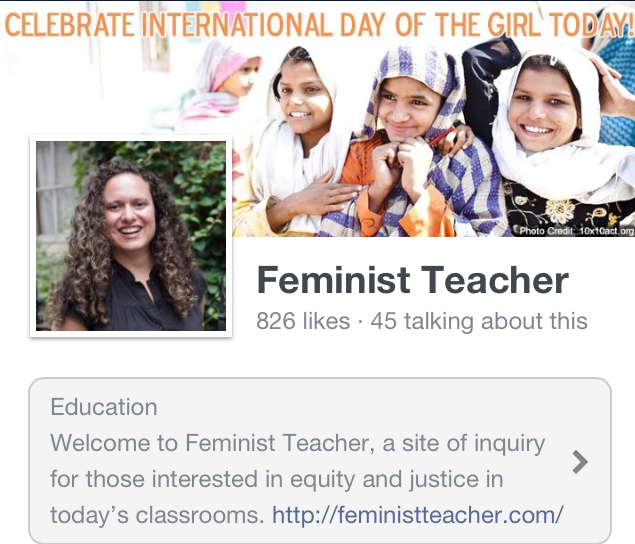 CELEBRATE INTERNATIONAL DAY OF THE GIRL TODAY!
Photo Credit: 10x10act.org
Feminist Teacher
826 likes · 45 talking about this
Education
Welcome to Feminist Teacher, a site of inquiry
for those interested in equity and justice in
today’s classrooms. http://feministteacher.com/